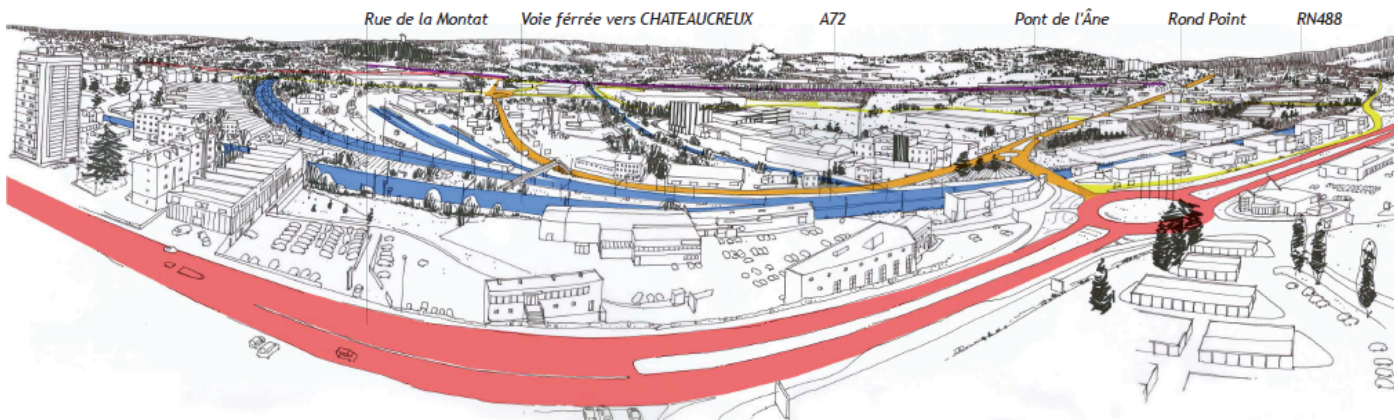 Rue de la Montat
Voie férrée vers CHATEAUCREUX
A72
Pont de l'Âne
Rond Point
RN488